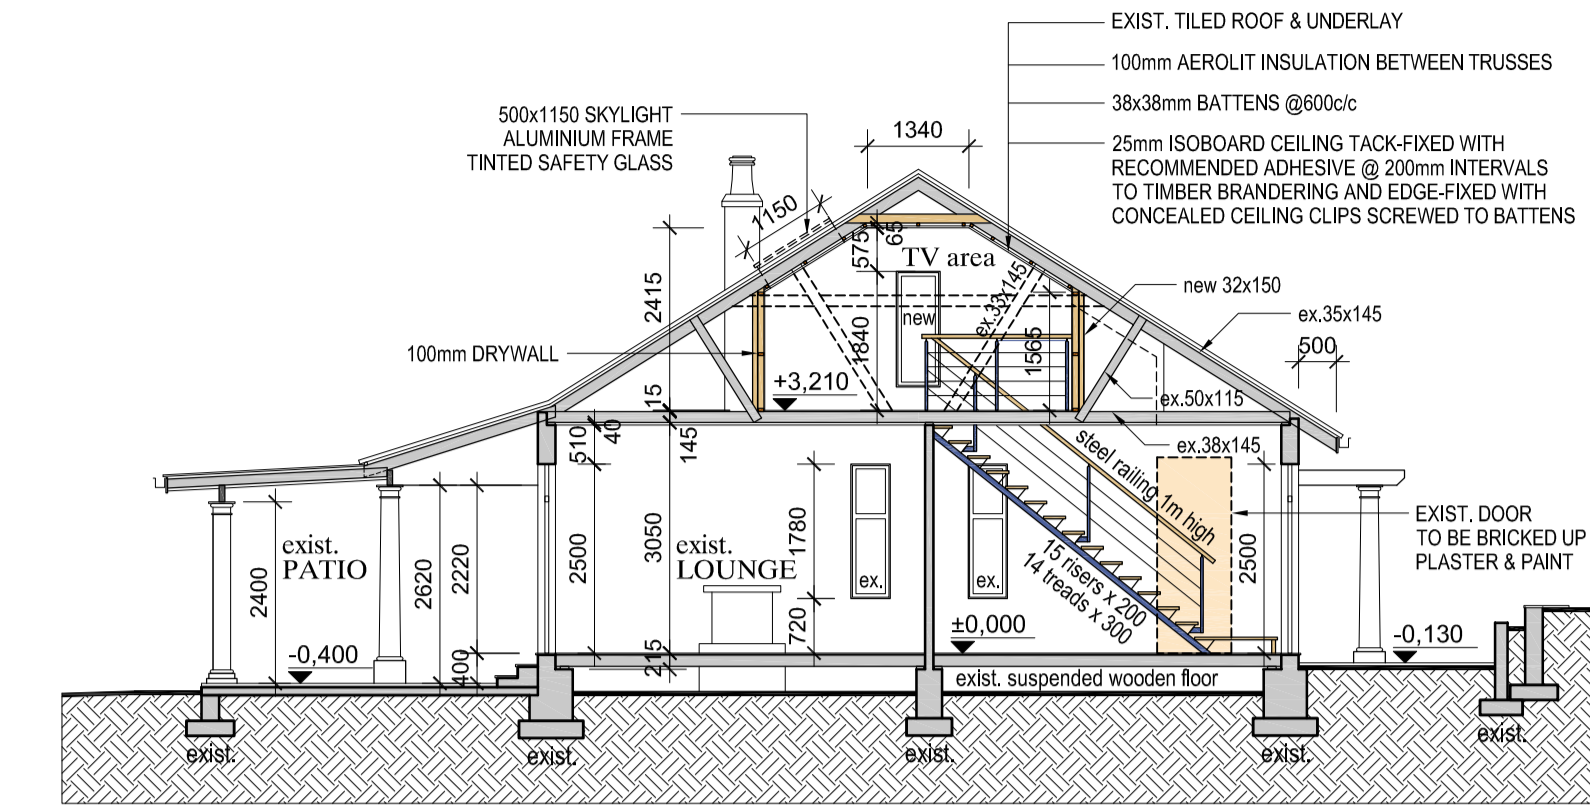 EXIST. TILED ROOF & UNDERLAY
100mm AEROLIT INSULATION BETWEEN TRUSSES
38x38mm BATTENS @600c/c
25mm ISOBOARD CEILING TACK-FIXED WITH
RECOMMENDED ADHESIVE @ 200mm INTERVALS
TO TIMBER BRANDERING AND EDGE-FIXED WITH
CONCEALED CEILING CLIPS SCREWED TO BATTENS
500x1150 SKYLIGHT
ALUMINIUM FRAME
TINTED SAFETY GLASS
1340
1150
575
65
TV area
2415
new
ex.33x145
new 32x150
ex.35x145
500
100mm DRYWALL
1840
1565
+3,210
15
ex.50x115
510
40
145
ex.38x145
steel railing 1m high
exist.
PATIO
2400
2620
2220
2500
3050
exist.
LOUNGE
1780
ex.
ex.
15 risers x 200
14 treads x 300
2500
EXIST. DOOR
TO BE BRICKED UP
PLASTER & PAINT
-0,400
400
215
720
±0,000
-0,130
exist. suspended wooden floor
exist.
exist.
exist.
exist.
exist.